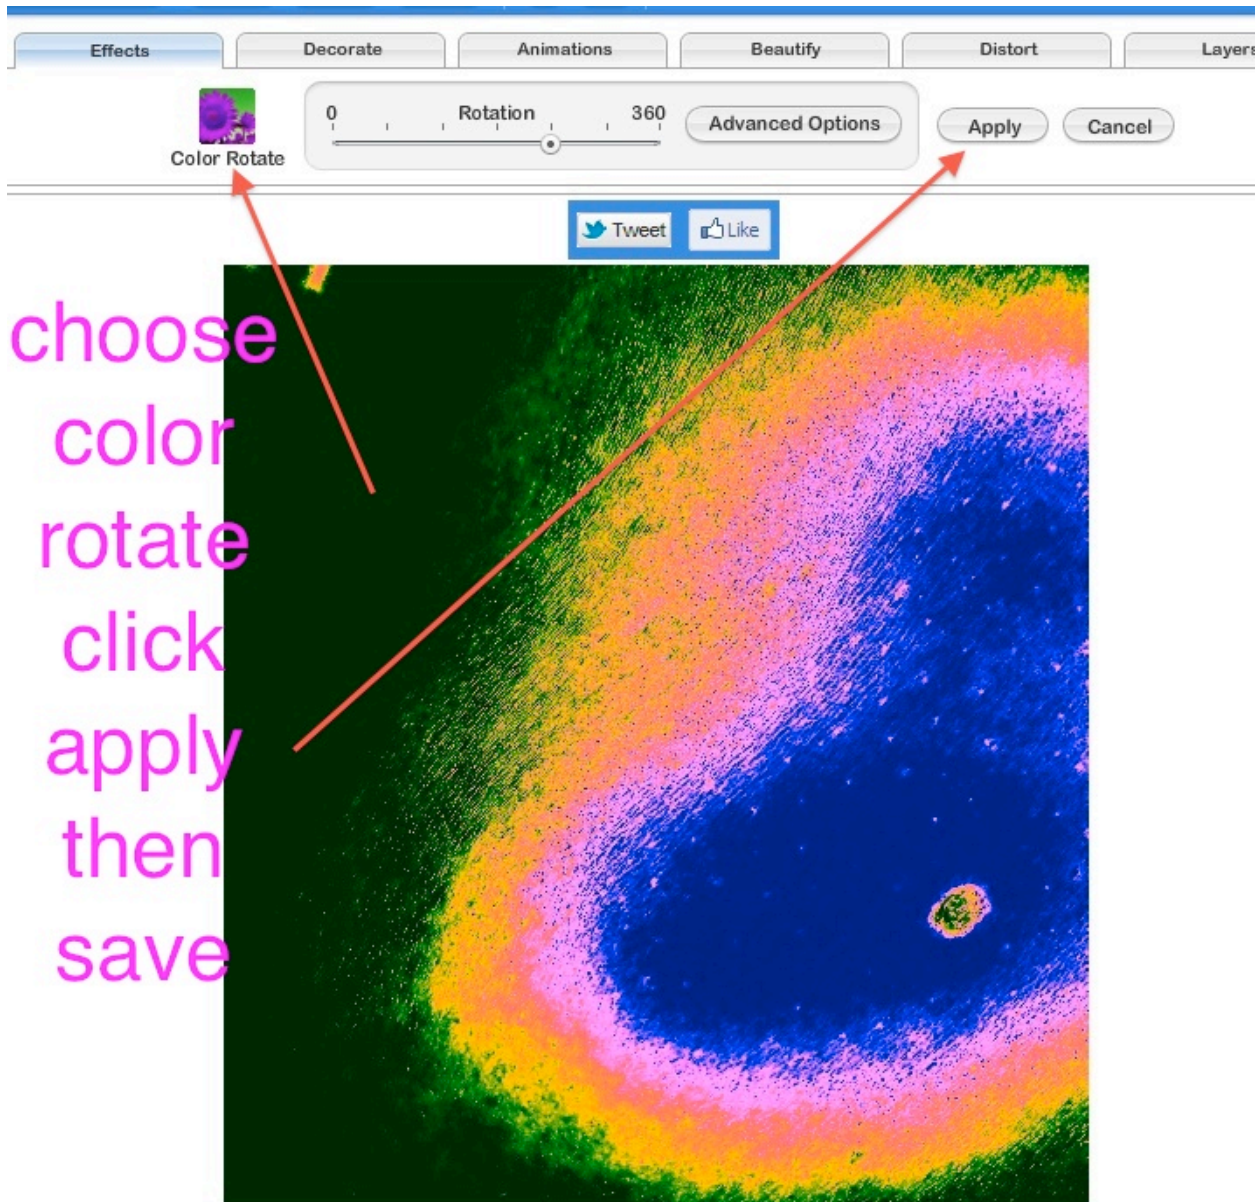 Effects Decorate Animations Beautify Distort Layers
0 Rotation 360 Advanced Options Apply Cancel
Color Rotate
Tweet Like
choose
color
rotate
click
apply
then
save